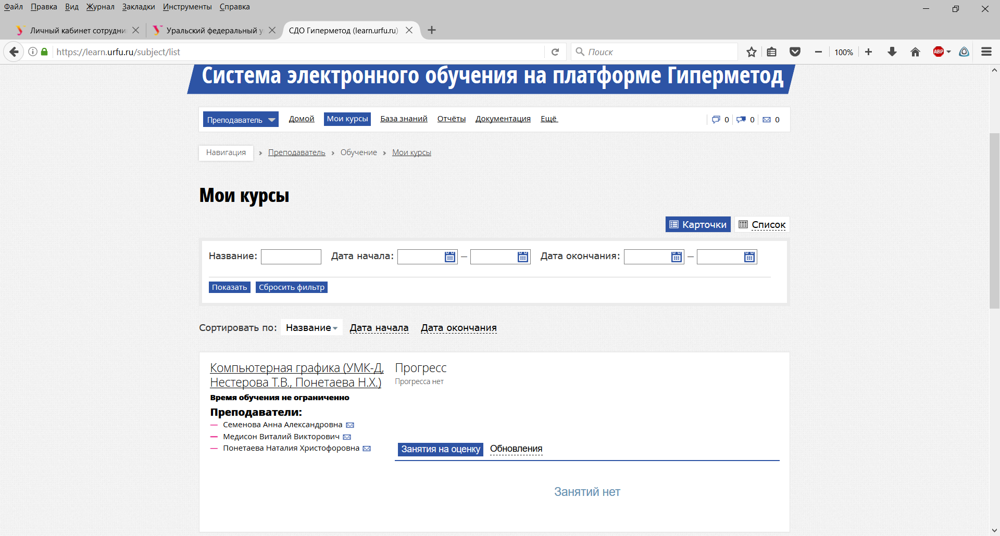 Файл Правка Вид Журнал Закладки Инструменты Справка
Личный кабинет сотрудни Уральский федеральный у СДО Гиперметод (learn.urfu.ru)
https://learn.urfu.ru/subject/list Поиск 100% ABP
Система электронного обучения на платформе Гиперметод
Преподаватель Домой Мои курсы База знаний Отчёты Документация Ещё 0 0 0
Навигация › Преподаватель › Обучение › Мои курсы
Мои курсы
Карточки Список
Название: Дата начала: – Дата окончания: –
Показать Сбросить фильтр
Сортировать по: Название Дата начала Дата окончания
Компьютерная графика (УМК-Д, Нестерова Т.В., Понетаева Н.Х.)
Время обучения не ограниченно
Преподаватели:
— Семенова Анна Александровна
— Медисон Виталий Викторович
— Понетаева Наталия Христофоровна
Прогресс
Прогресса нет
Занятия на оценку Обновления
Занятий нет